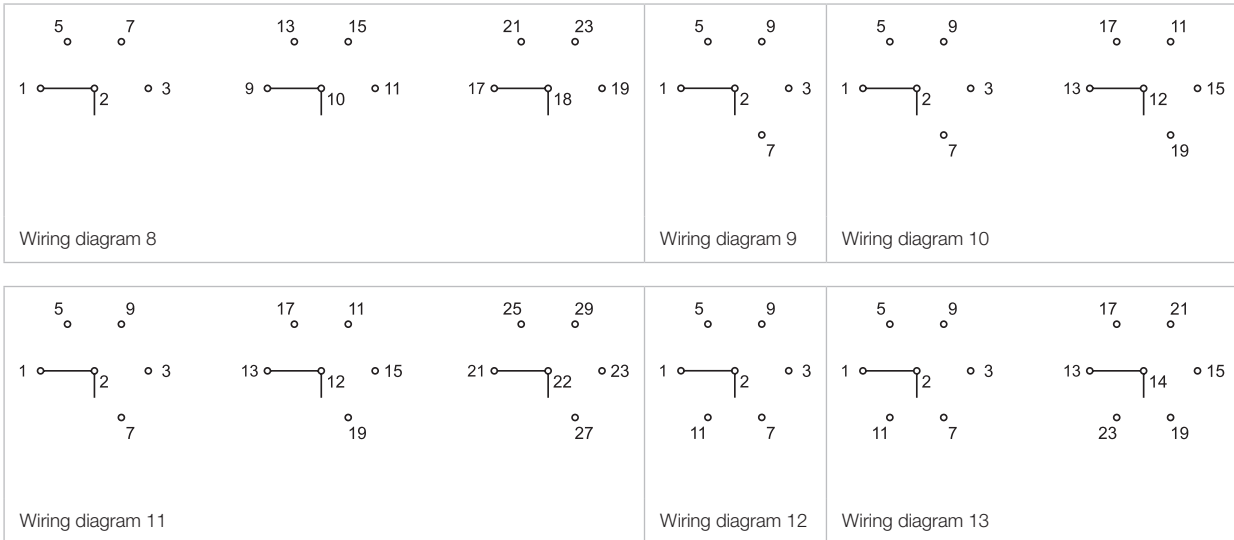 5 7 13 15 21 23 5 9 5 9 17 11
1 2 3 9 10 11 17 18 19 1 2 3 1 2 3 13 12 15
7 7 19
Wiring diagram 8 Wiring diagram 9 Wiring diagram 10
5 9 17 11 25 29 5 9 5 9 17 21
1 2 3 13 12 15 21 22 23 1 2 3 1 2 3 13 14 15
7 19 27 11 7 11 7 23 19
Wiring diagram 11 Wiring diagram 12 Wiring diagram 13